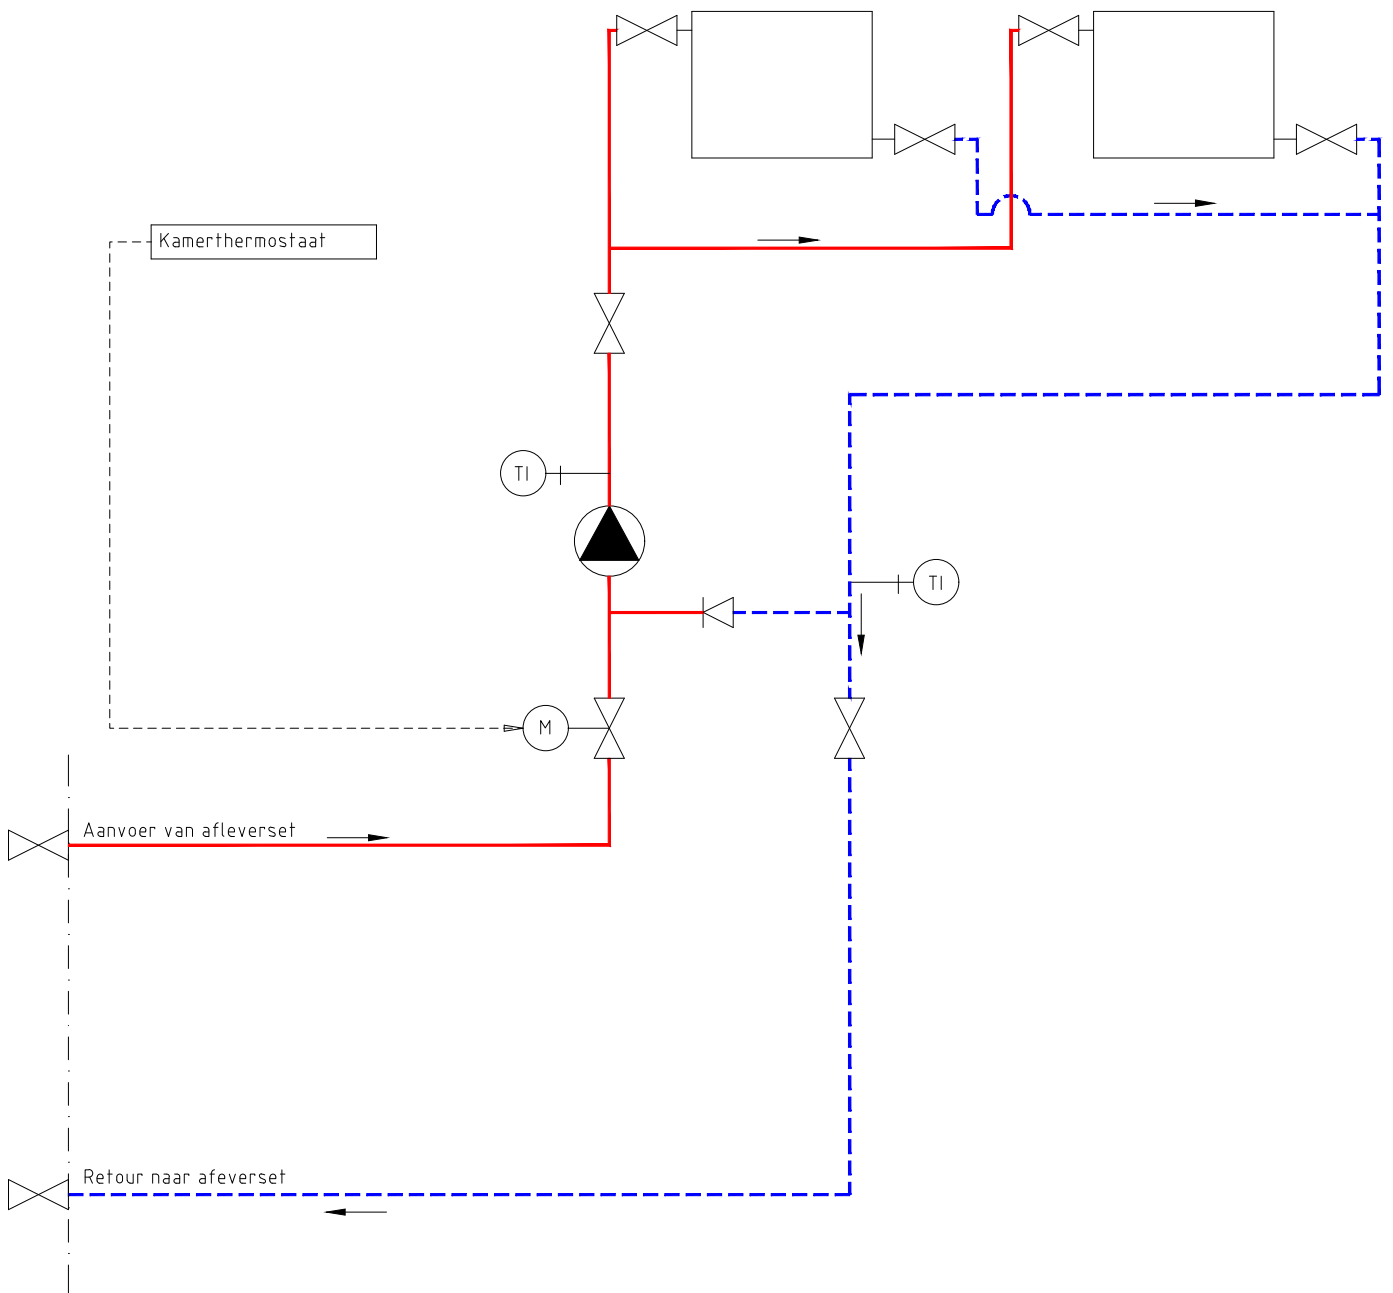 Kamerthermostaat
TI
TI
M
Aanvoer van afleverset
Retour naar afeverset